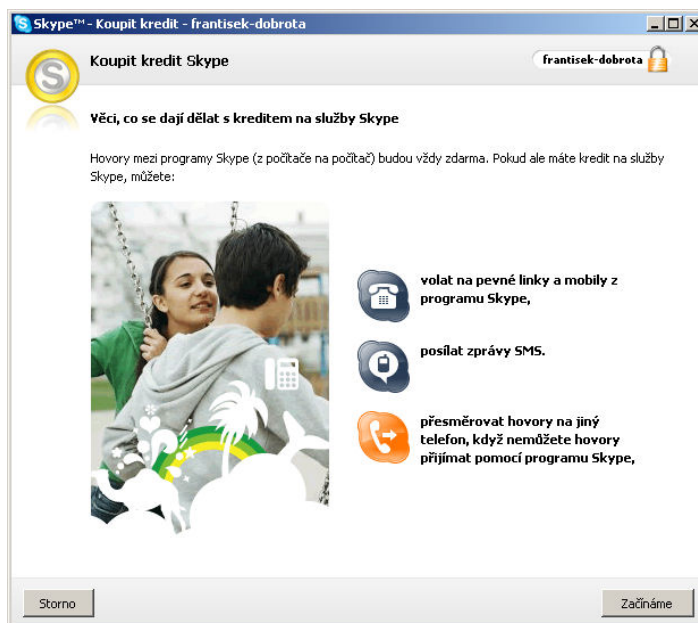 Skype™ - Koupit kredit - frantisek-dobrota
Koupit kredit Skype
frantisek-dobrota
Věci, co se dají dělat s kreditem na služby Skype
Hovory mezi programy Skype (z počítače na počítač) budou vždy zdarma. Pokud ale máte kredit na služby
Skype, můžete:
volat na pevné linky a mobily z
programu Skype,
posílat zprávy SMS.
přesměrovat hovory na jiný
telefon, když nemůžete hovory
přijímat pomocí programu Skype,
Storno
Začínáme